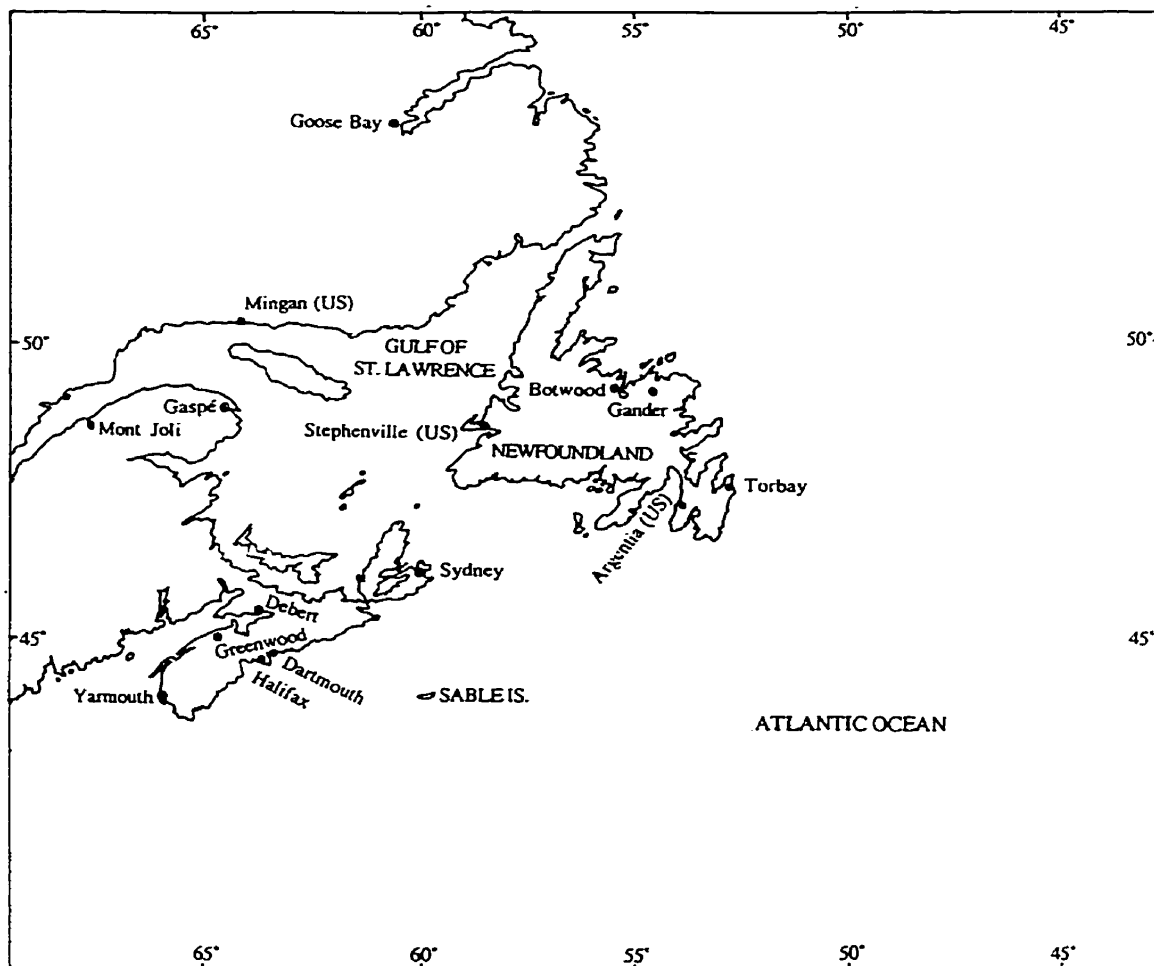 65°
60°
55°
50°
45°
Goose Bay
Mingan (US)
50°
GULF OF
ST. LAWRENCE
50°
Botwood
Gander
Gaspé
Mont Joli
Stephenville (US)
NEWFOUNDLAND
Torbay
Argentia (US)
Sydney
Debert
45°
Greenwood
45°
Dartmouth
Halifax
Yarmouth
SABLE IS.
ATLANTIC OCEAN
65°
60°
55°
50°
45°